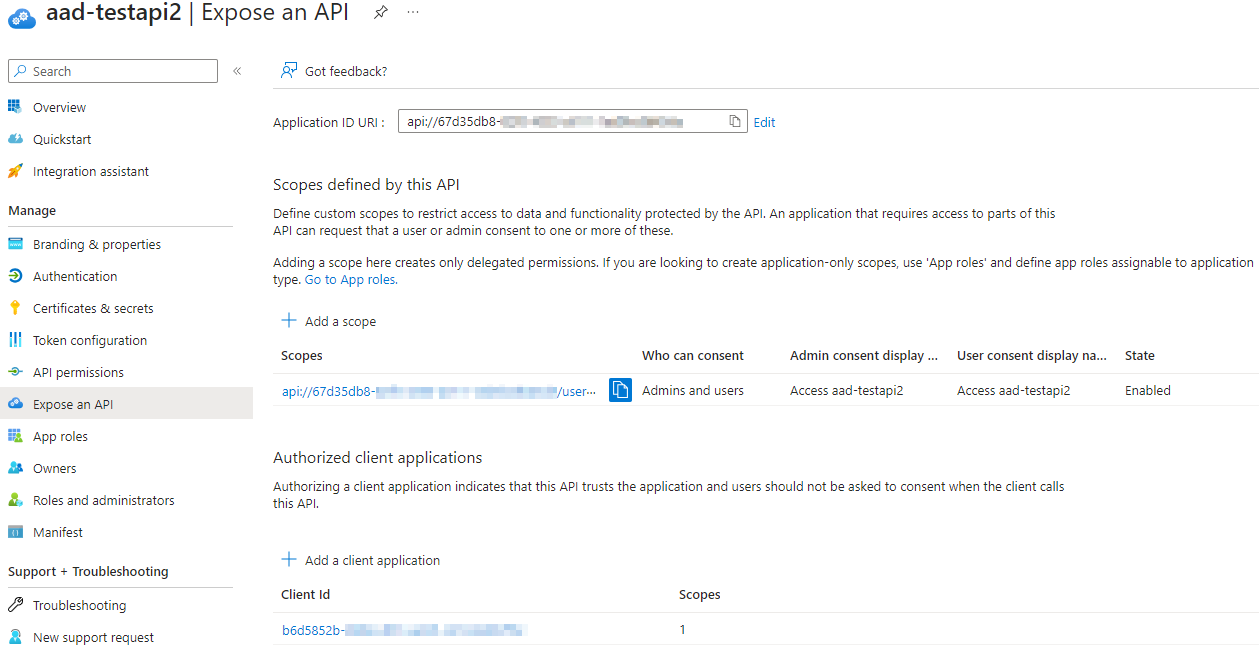 aad-testapi2 | Expose an API
Search
«
Got feedback?
Overview
Quickstart
Integration assistant
Manage
Branding & properties
Authentication
Certificates & secrets
Token configuration
API permissions
Expose an API
App roles
Owners
Roles and administrators
Manifest
Support + Troubleshooting
Troubleshooting
New support request
Application ID URI : api://67d35db8- Edit
Scopes defined by this API
Define custom scopes to restrict access to data and functionality protected by the API. An application that requires access to parts of this
API can request that a user or admin consent to one or more of these.
Adding a scope here creates only delegated permissions. If you are looking to create application-only scopes, use 'App roles' and define app roles assignable to application
type. Go to App roles.
Add a scope
Scopes Who can consent Admin consent display ... User consent display na... State
api://67d35db8- /user... Admins and users Access aad-testapi2 Access aad-testapi2 Enabled
Authorized client applications
Authorizing a client application indicates that this API trusts the application and users should not be asked to consent when the client calls
this API.
Add a client application
Client Id Scopes
b6d5852b- 1